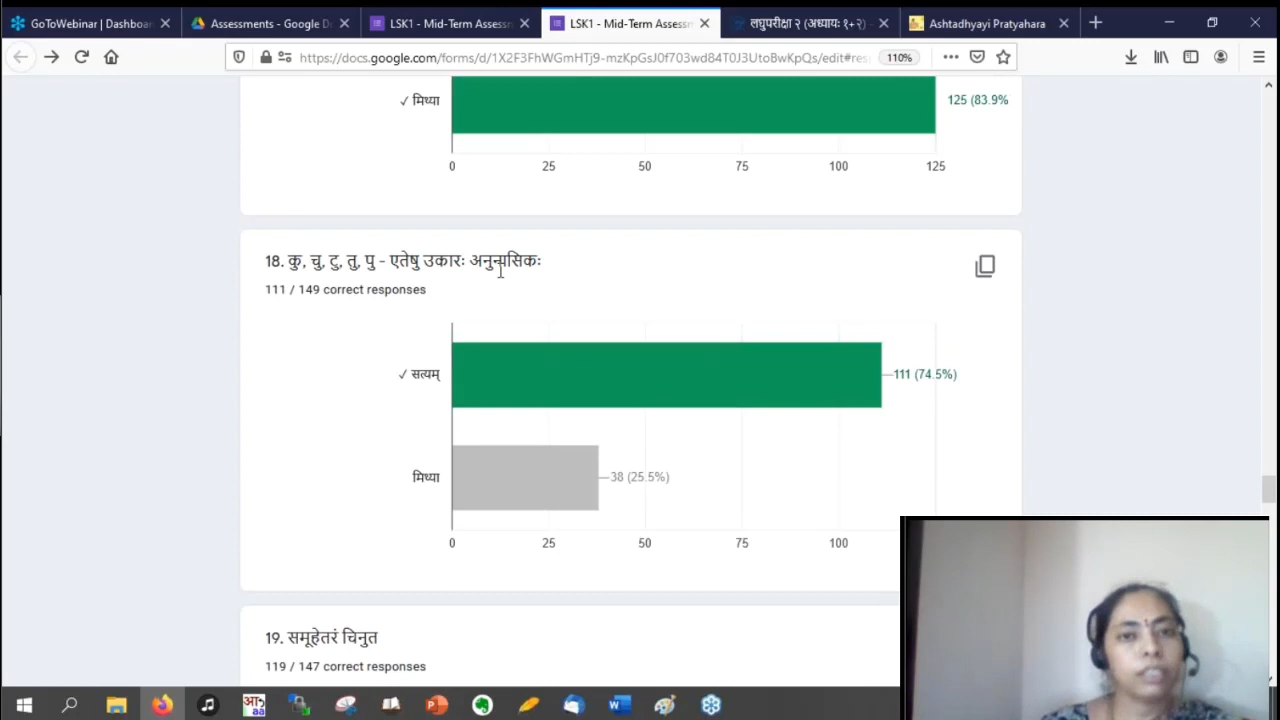 GoToWebinar | Dashboa
Assessments - Google D
LSK1 - Mid-Term Assessm
LSK1 - Mid-Term Assessm
लघुपरीक्षा २ (अध्यायः १+२) -
Ashtadhyayi Pratyahara
https://docs.google.com/forms/d/1X2F3FhWGmHTj9-mzKpGsJ0f703wd84T0J3UtoBwKpQs/edit#res
110%
✓ मिथ्या
125 (83.9%
0 25 50 75 100 125
18. कु, चु, टु, तु, पु - एतेषु उकारः अनुनासिकः
111 / 149 correct responses
✓ सत्यम्
111 (74.5%)
मिथ्या
38 (25.5%)
0 25 50 75 100
19. समूहेतरं चिनुत
119 / 147 correct responses